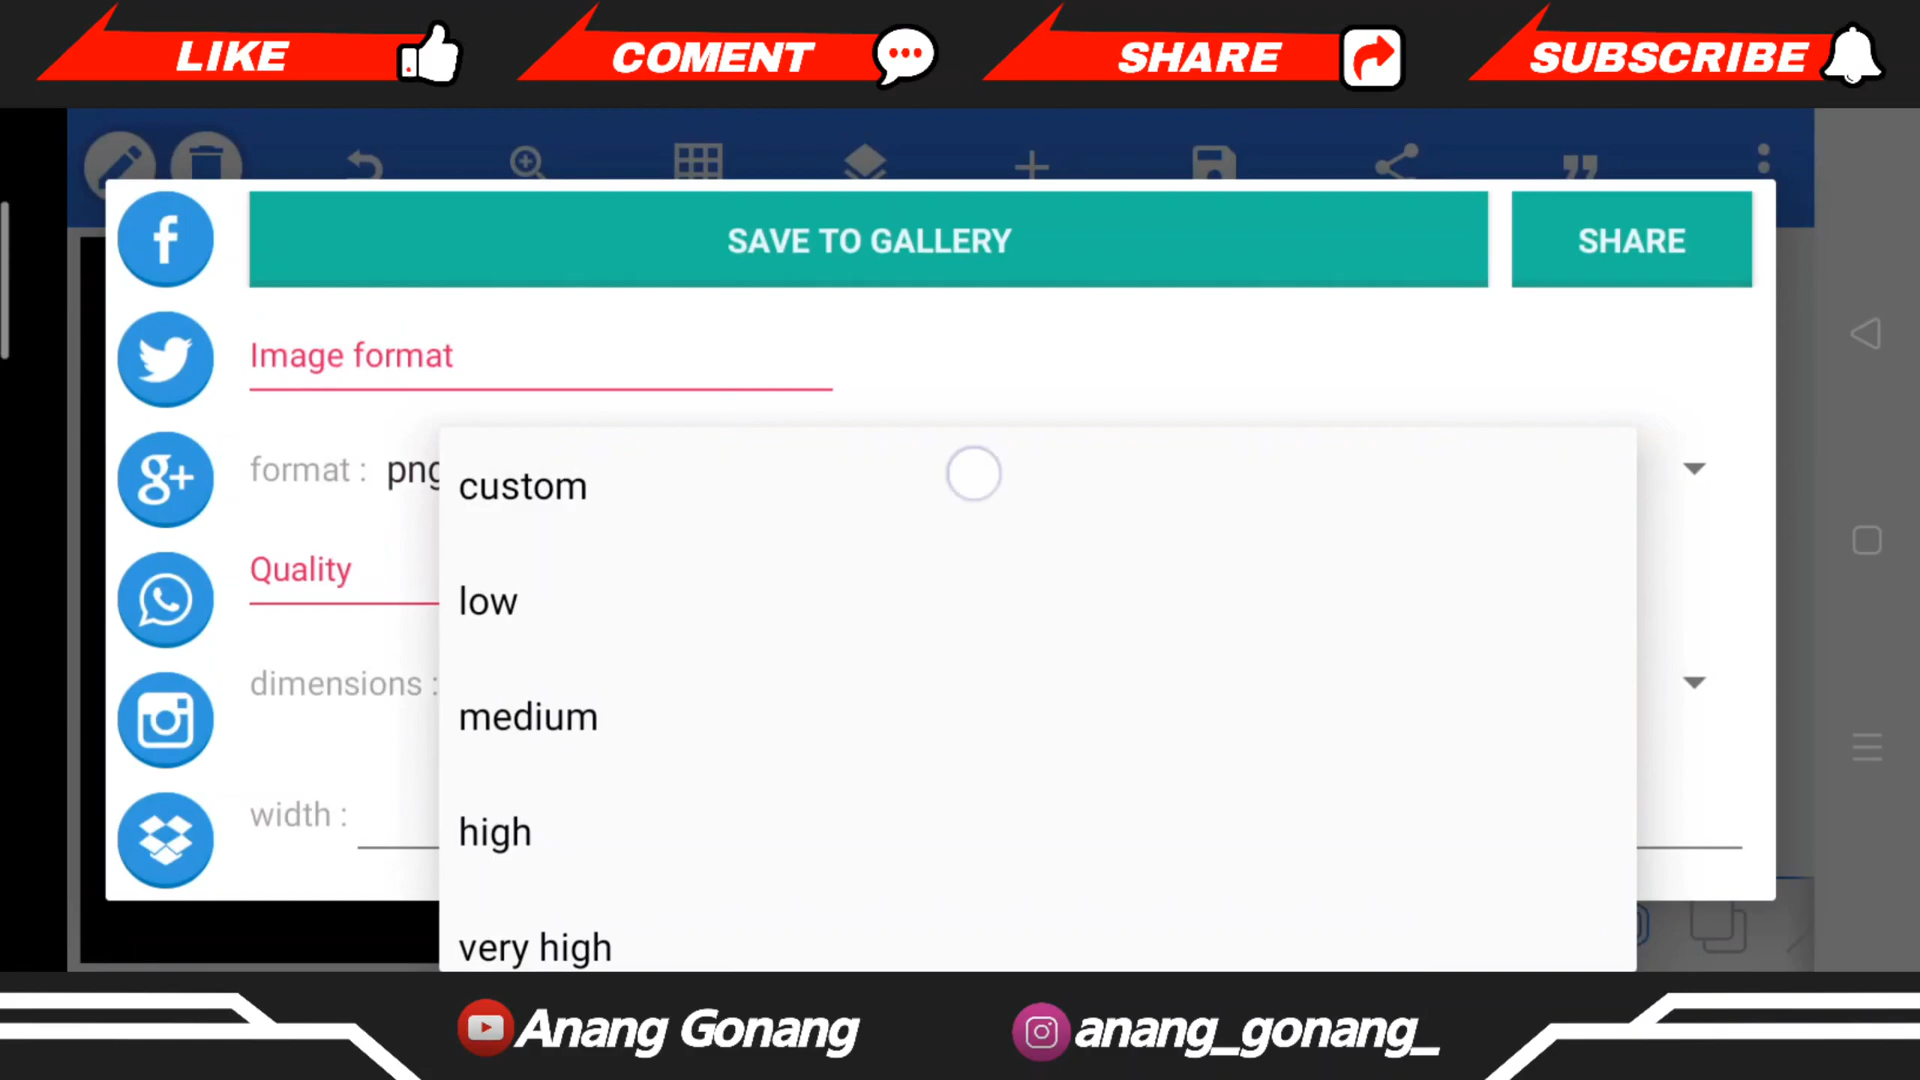 LIKE
COMENT
SHARE
SUBSCRIBE
SAVE TO GALLERY
SHARE
Image format
format : png
custom
low
Quality
dimensions :
medium
width :
high
very high
Anang Gonang
anang_gonang_